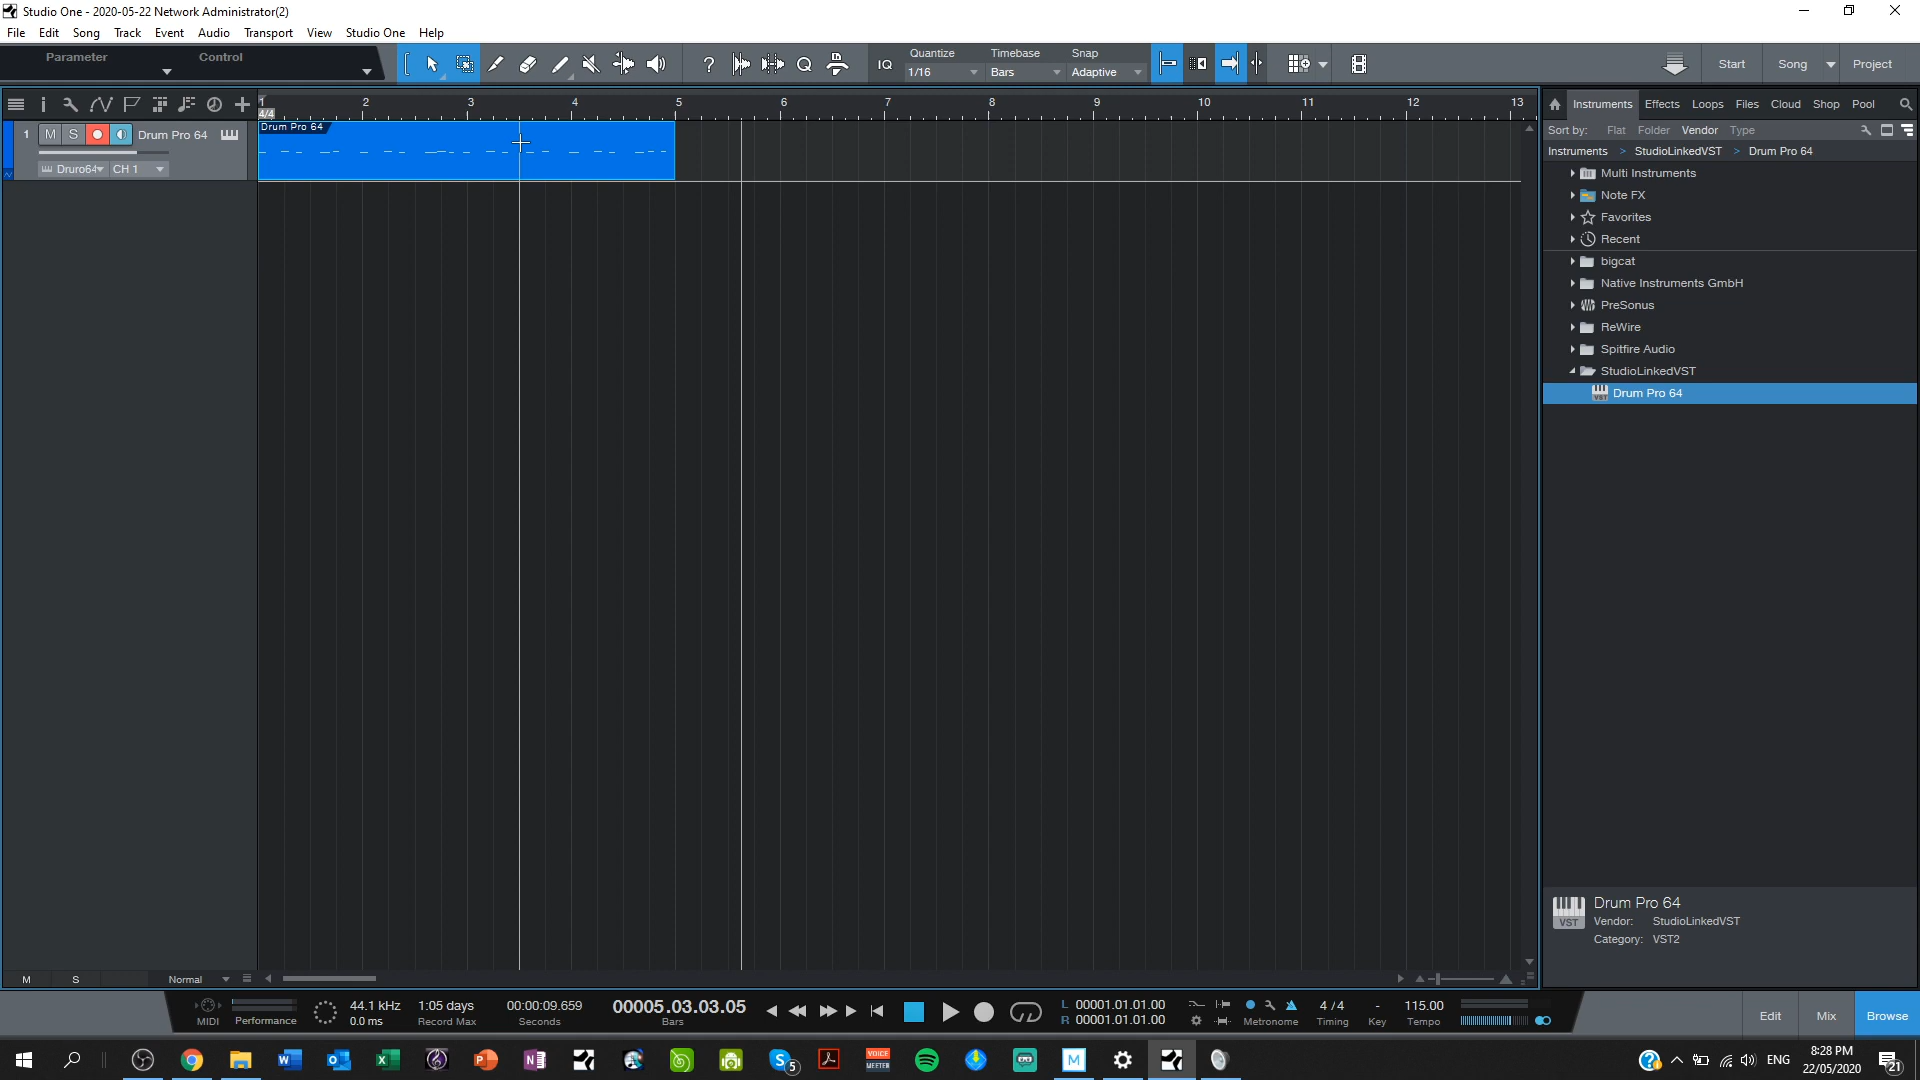 Studio One - 2020-05-22 Network Administrator(2)
File Edit Song Track Event Audio Transport View Studio One Help
Parameter Control
? IQ
Quantize 1/16
Timebase Bars
Snap Adaptive
Start Song Project
1 2 3 4 5 6 7 8 9 10 11 12 13
4/4
1 M S Drum Pro 64
Druro64 CH 1
Drum Pro 64
Instruments Effects Loops Files Cloud Shop Pool
Sort by: Flat Folder Vendor Type
Instruments > StudioLinkedVST > Drum Pro 64
Multi Instruments
Note FX
Favorites
Recent
bigcat
Native Instruments GmbH
PreSonus
ReWire
Spitfire Audio
StudioLinkedVST
Drum Pro 64
VST
Drum Pro 64
Vendor: StudioLinkedVST
Category: VST2
M S Normal
MIDI Performance
44.1 kHz
0.0 ms
1:05 days
Record Max
00:00:09.659
Seconds
00005.03.03.05
Bars
L 00001.01.01.00
R 00001.01.01.00
Metronome
4 / 4
Timing
-
Key
115.00
Tempo
Edit Mix Browse
VOICE MEETER
5
ENG
8:28 PM
22/05/2020
21